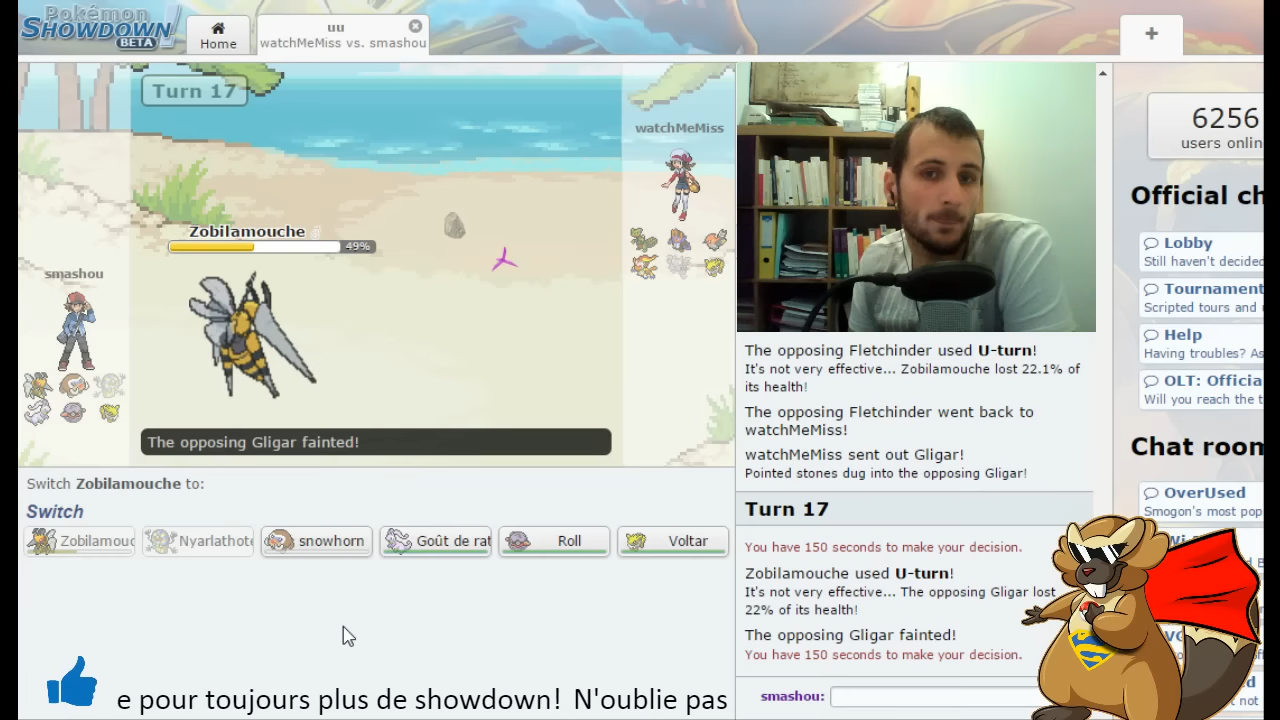 Pokémon
SHOWDOWN!
BETA
Home
uu
watchMeMiss vs. smashou
+
Turn 17
watchMeMiss
Zobilamouche
49%
smashou
The opposing Gligar fainted!
Switch Zobilamouche to:
Switch
Zobilamouc
Nyarlathote
snowhorn
Goût de rat
Roll
Voltar
The opposing Fletchinder used U-turn!
It's not very effective... Zobilamouche lost 22.1% of
its health!
The opposing Fletchinder went back to
watchMeMiss!
watchMeMiss sent out Gligar!
Pointed stones dug into the opposing Gligar!
Turn 17
You have 150 seconds to make your decision.
Zobilamouche used U-turn!
It's not very effective... The opposing Gligar lost
22% of its health!
The opposing Gligar fainted!
You have 150 seconds to make your decision.
smashou:
6256
users onlin
Official ch
Lobby
Still haven't decided
Tournament
Scripted tours and
Help
Having troubles? As
OLT: Officia
Will you reach the t
Chat room
OverUsed
Smogon's most pop
e pour toujours plus de showdown! N'oublie pas